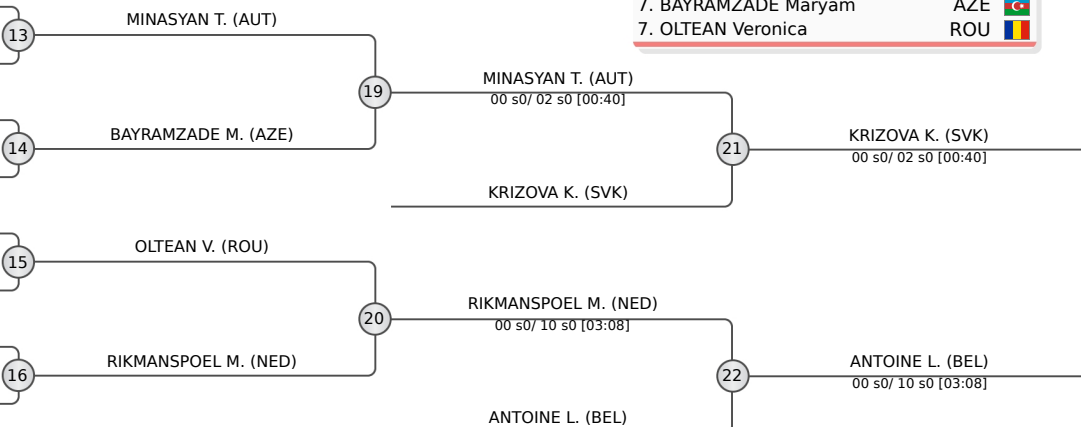 7. BAYRAMZADE Maryam AZE
7. OLTEAN Veronica ROU
MINASYAN T. (AUT)
13
MINASYAN T. (AUT)
19
00 s0/ 02 s0 [00:40]
BAYRAMZADE M. (AZE)
14
KRIZOVA K. (SVK)
21
00 s0/ 02 s0 [00:40]
KRIZOVA K. (SVK)
OLTEAN V. (ROU)
15
RIKMANSPOEL M. (NED)
20
00 s0/ 10 s0 [03:08]
RIKMANSPOEL M. (NED)
16
ANTOINE L. (BEL)
22
00 s0/ 10 s0 [03:08]
ANTOINE L. (BEL)